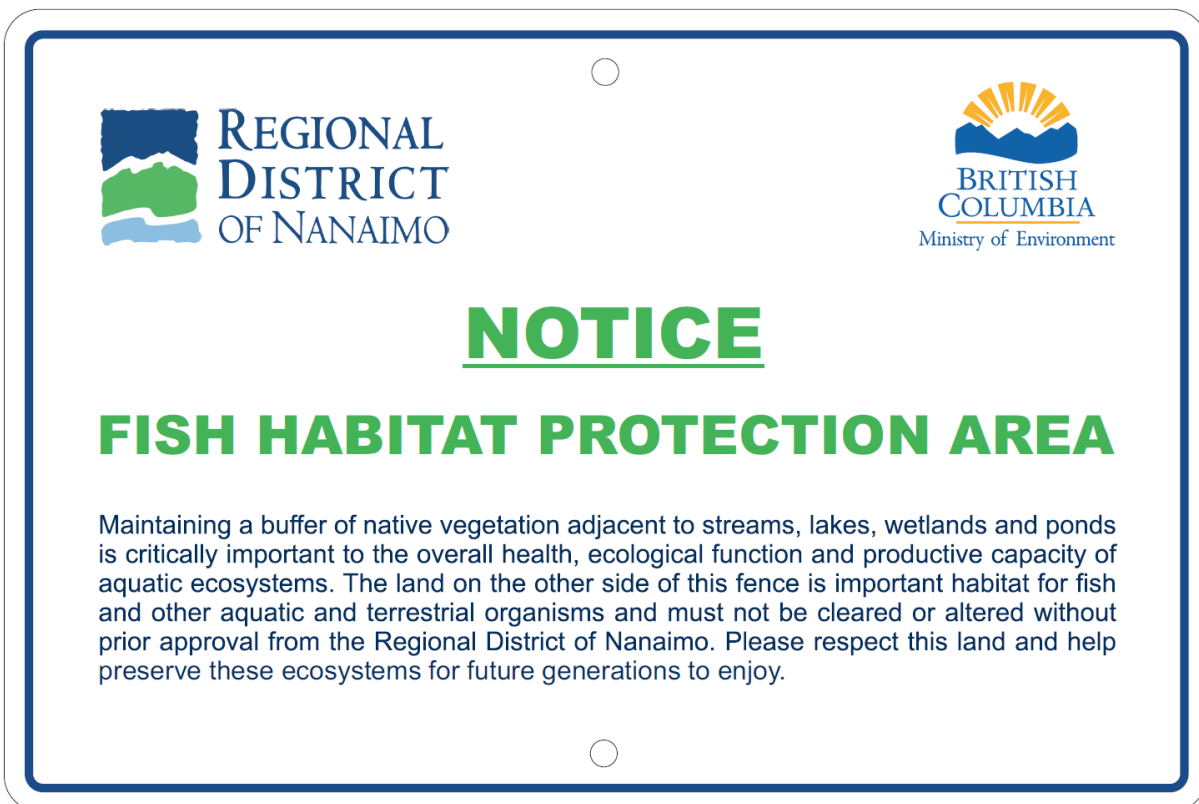 REGIONAL
DISTRICT
OF NANAIMO
BRITISH
COLUMBIA
Ministry of Environment
NOTICE
FISH HABITAT PROTECTION AREA
Maintaining a buffer of native vegetation adjacent to streams, lakes, wetlands and ponds
is critically important to the overall health, ecological function and productive capacity of
aquatic ecosystems. The land on the other side of this fence is important habitat for fish
and other aquatic and terrestrial organisms and must not be cleared or altered without
prior approval from the Regional District of Nanaimo. Please respect this land and help
preserve these ecosystems for future generations to enjoy.